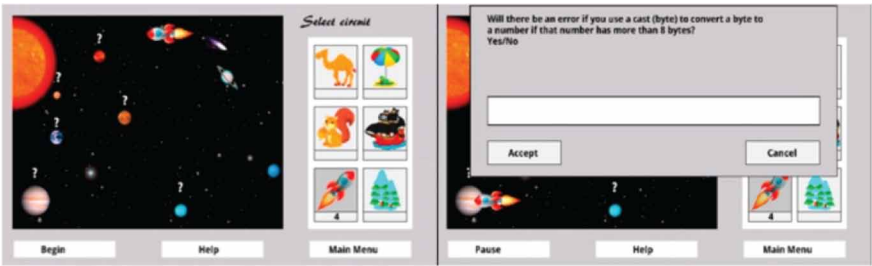 Select circuit
?
?
?
?
?
?
4
Begin
Help
Main Menu
Will there be an error if you use a cast (byte) to convert a byte to
a number if that number has more than 8 bytes?
Yes/No
Accept
Cancel
?
?
4
Pause
Help
Main Menu